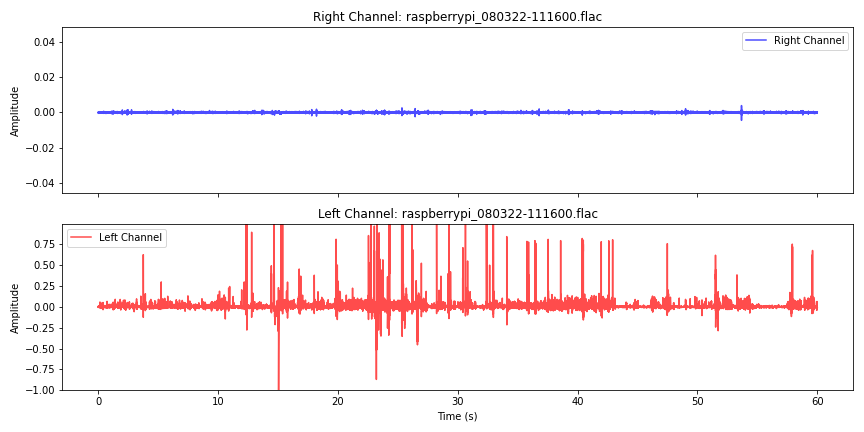 Right Channel: raspberrypi_080322-111600.flac
Right Channel
Amplitude
0.04
0.02
0.00
−0.02
−0.04
Left Channel: raspberrypi_080322-111600.flac
Left Channel
Amplitude
0.75
0.50
0.25
0.00
−0.25
−0.50
−0.75
−1.00
0 10 20 30 40 50 60
Time (s)